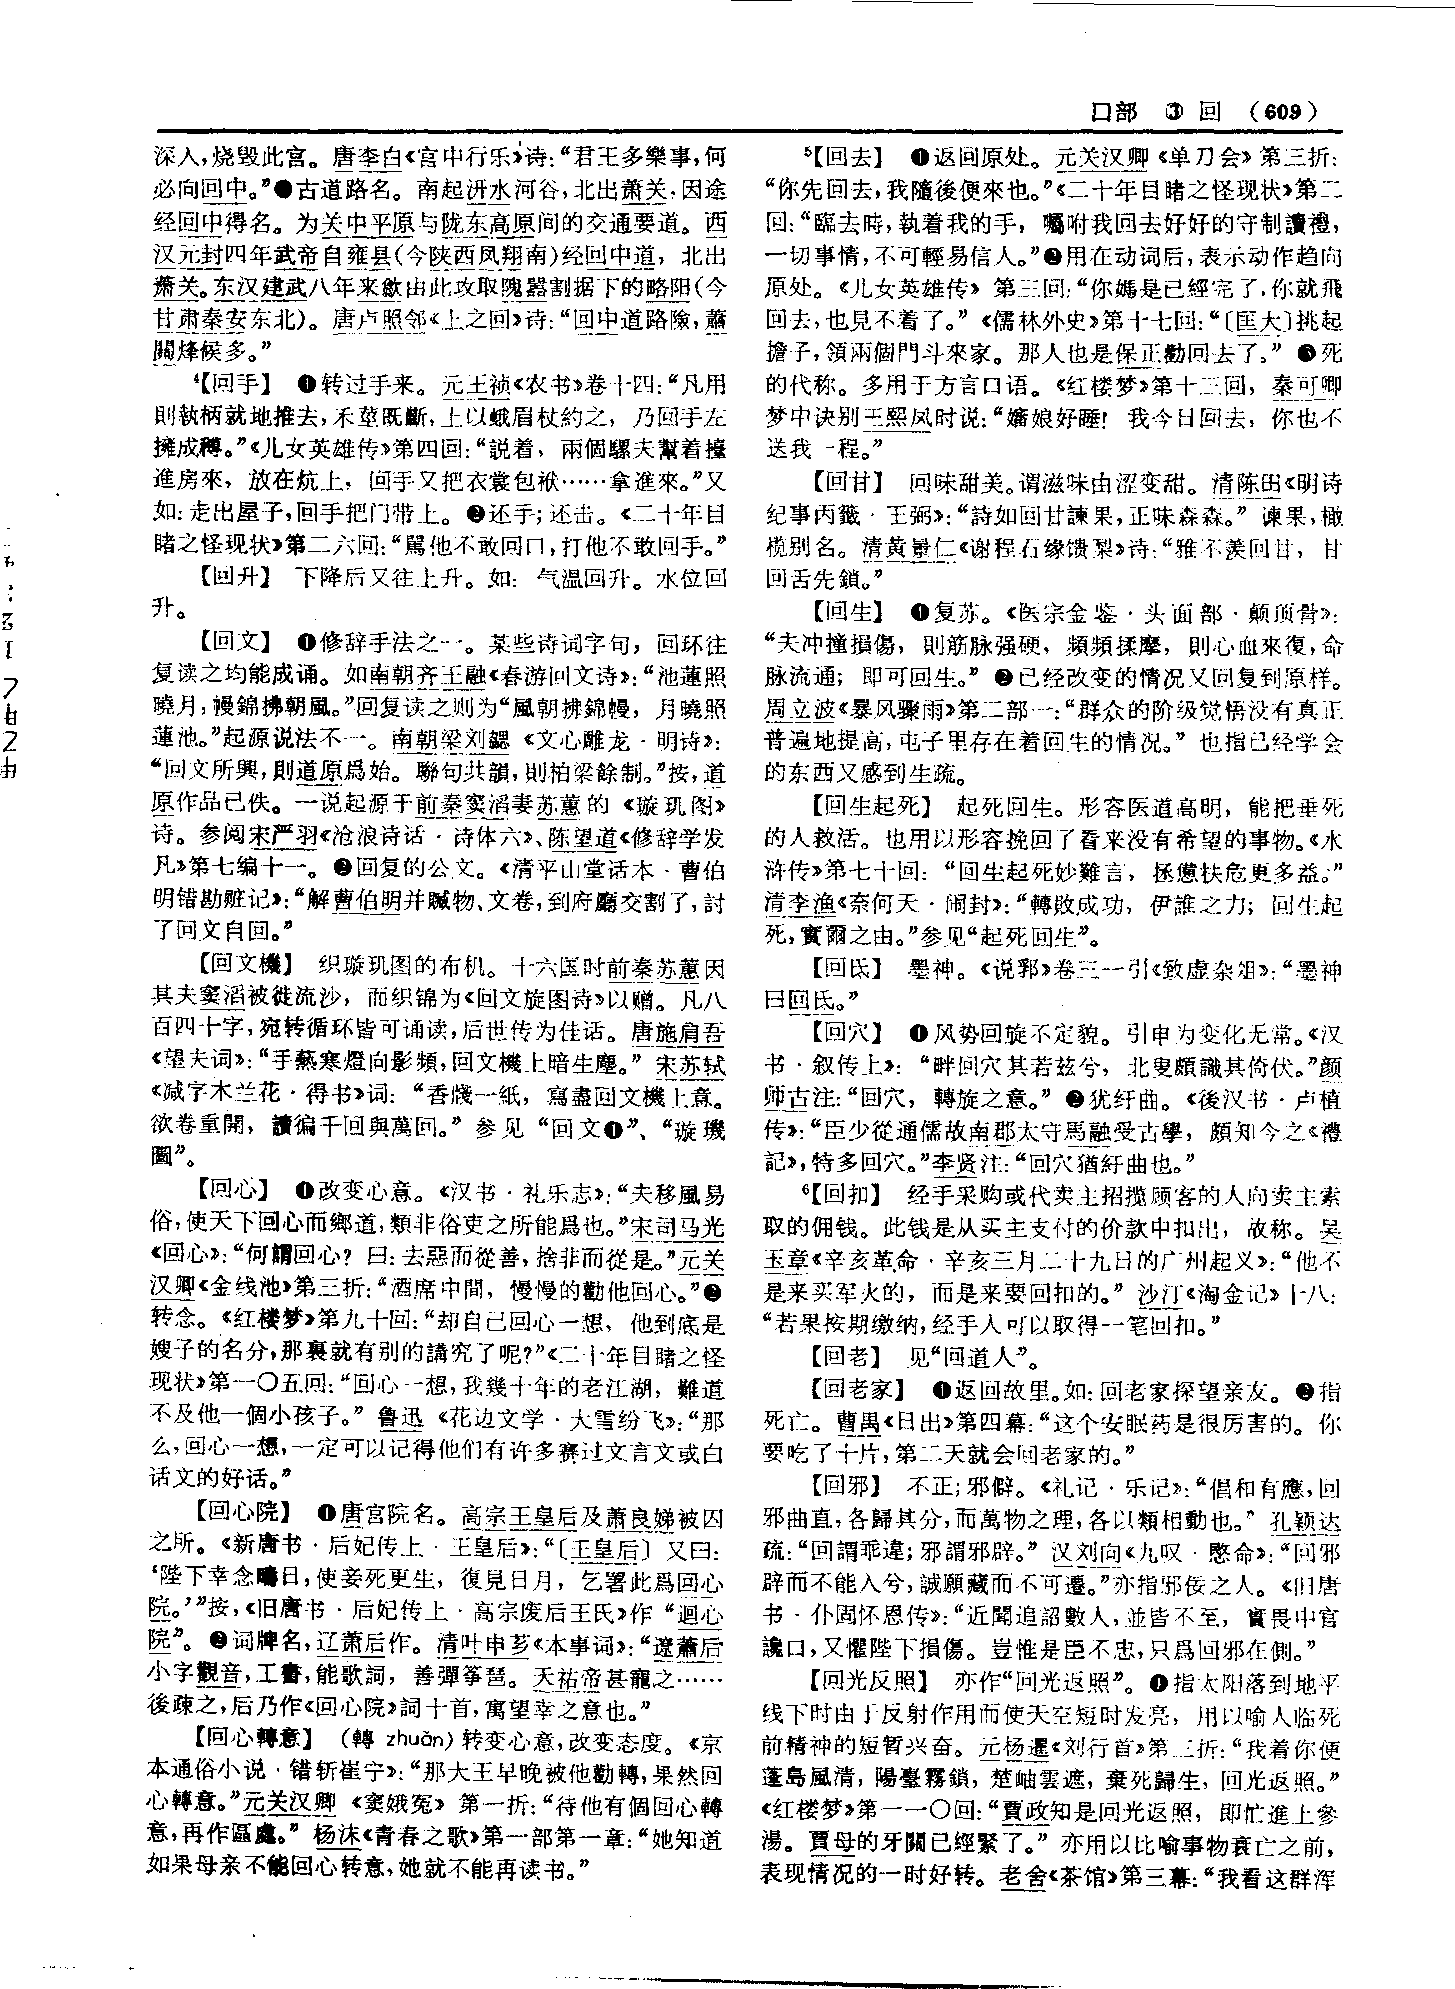 口部 ③ 回 （609）
深入，烧毁此宫。唐李白《宫中行乐》诗：“君王多樂事，何
必向回中。”●古道路名。南起汧水河谷，北出萧关，因途
经回中得名。为关中平原与陇东高原间的交通要道。西
汉元封四年武帝自雍县（今陕西凤翔南）经回中道，北出
萧关。东汉建武八年来歙由此攻取隗嚣割据下的略阳（今
甘肃秦安东北）。唐卢照邻《上之回》诗：“回中道路險，蕭
關烽候多。”
⁴【回手】 ❶转过手来。元王祯《农书》卷十四：“凡用
則執柄就地推去，禾莖既斷，上以蛾眉杖約之，乃回手左
擁成䅽。”《儿女英雄传》第四回：“説着，兩個騾夫幫着擡
進房來，放在炕上，回手又把衣裳包袱……拿進來。”又
如：走出屋子，回手把门带上。❷还手；还击。《二十年目
睹之怪现状》第二六回：“駡他不敢回口，打他不敢回手。”
【回升】 下降后又往上升。如：气温回升。水位回
升。
【回文】 ❶修辞手法之一。某些诗词字句，回环往
复读之均能成诵。如南朝齐王融《春游回文诗》：“池蓮照
曉月，幔錦拂朝風。”回复读之则为“風朝拂錦幔，月曉照
蓮池。”起源说法不一。南朝梁刘勰《文心雕龙·明诗》：
“回文所興，則道原爲始。聯句共韻，則柏梁餘制。”按，道
原作品已佚。一说起源于前秦窦滔妻苏蕙的《璇玑图》
诗。参阅宋严羽《沧浪诗话·诗体六》、陈望道《修辞学发
凡》第七编十一。❷回复的公文。《清平山堂话本·曹伯
明错勘赃记》：“解曹伯明并贓物、文卷，到府廳交割了，討
了回文自回。”
【回文機】 织璇玑图的布机。十六国时前秦苏蕙因
其夫窦滔被徙流沙，而织锦为《回文旋图诗》以赠。凡八
百四十字，宛转循环皆可诵读，后世传为佳话。唐施肩吾
《望夫词》：“手爇寒燈向影頻，回文機上暗生塵。”宋苏轼
《减字木兰花·得书》词：“香牋一紙，寫盡回文機上意。
欲卷重開，讀徧千回與萬回。”参见“回文❶”、“璇璣
圖”。
【回心】 ❶改变心意。《汉书·礼乐志》：“夫移風易
俗，使天下回心而鄉道，類非俗吏之所能爲也。”宋司马光
《回心》：“何謂回心？曰：去惡而從善，捨非而從是。”元关
汉卿《金线池》第三折：“酒席中間，慢慢的勸他回心。”❷
转念。《红楼梦》第九十回：“却自己回心一想，他到底是
嫂子的名分，那裏就有别的講究了呢？”《二十年目睹之怪
现状》第一〇五回：“回心一想，我幾十年的老江湖，難道
不及他一個小孩子。”鲁迅《花边文学·大雪纷飞》：“那
么，回心一想，一定可以记得他们有许多赛过文言文或白
话文的好话。”
【回心院】 ❶唐宫院名。高宗王皇后及萧良娣被囚
之所。《新唐书·后妃传上·王皇后》：“〔王皇后〕又曰：
‘陛下幸念疇日，使妾死更生，復見日月，乞署此爲回心
院。’”按，《旧唐书·后妃传上·高宗废后王氏》作“迴心
院”。❷词牌名，辽萧后作。清叶申芗《本事词》：“遼蕭后
小字觀音，工書，能歌詞，善彈筝琶。天祐帝甚寵之……
後疎之，后乃作《回心院》詞十首，寓望幸之意也。”
【回心轉意】 （轉 zhuǎn）转变心意，改变态度。《京
本通俗小说·错斩崔宁》：“那大王早晚被他勸轉，果然回
心轉意。”元关汉卿《窦娥冤》第一折：“待他有個回心轉
意，再作區處。”杨沫《青春之歌》第一部第一章：“她知道
如果母亲不能回心转意，她就不能再读书。”
⁵【回去】 ❶返回原处。元关汉卿《单刀会》第三折：
“你先回去，我隨後便來也。”《二十年目睹之怪现状》第二
回：“臨去時，執着我的手，囑咐我回去好好的守制讀禮，
一切事情，不可輕易信人。”❷用在动词后，表示动作趋向
原处。《儿女英雄传》第三回：“你媽是已經完了，你就飛
回去，也見不着了。”《儒林外史》第十七回：“〔匡大〕挑起
擔子，領兩個門斗來家。那人也是保正勸回去了。”❸死
的代称。多用于方言口语。《红楼梦》第十三回，秦可卿
梦中诀别王熙凤时说：“嬸娘好睡！我今日回去，你也不
送我一程。”
【回甘】 回味甜美。谓滋味由涩变甜。清陈田《明诗
纪事丙籤·王弼》：“詩如回甘諫果，正味森森。”谏果，橄
榄别名。清黄景仁《谢程石缘馈梨》诗：“雅不羨回甘，甘
回舌先鎖。”
【回生】 ❶复苏。《医宗金鉴·头面部·颠顶骨》：
“夫冲撞損傷，則筋脉强硬，頻頻揉摩，則心血來復，命
脉流通；即可回生。”❷已经改变的情况又回复到原样。
周立波《暴风骤雨》第二部一：“群众的阶级觉悟没有真正
普遍地提高，屯子里存在着回生的情况。”也指已经学会
的东西又感到生疏。
【回生起死】 起死回生。形容医道高明，能把垂死
的人救活。也用以形容挽回了看来没有希望的事物。《水
浒传》第七十回：“回生起死妙難言，拯憊扶危更多益。”
清李渔《奈何天·闹封》：“轉敗成功，伊誰之力；回生起
死，實爾之由。”参见“起死回生”。
【回氐】 墨神。《说郛》卷三一引《致虚杂俎》：“墨神
曰回氐。”
【回穴】 ❶风势回旋不定貌。引申为变化无常。《汉
书·叙传上》：“畔回穴其若兹兮，北叟頗識其倚伏。”颜
师古注：“回穴，轉旋之意。”❷犹纡曲。《後汉书·卢植
传》：“臣少從通儒故南郡太守馬融受古學，頗知今之《禮
記》，特多回穴。”李贤注：“回穴猶紆曲也。”
⁶【回扣】 经手采购或代卖主招揽顾客的人向卖主索
取的佣钱。此钱是从买主支付的价款中扣出，故称。吴
玉章《辛亥革命·辛亥三月二十九日的广州起义》：“他不
是来买军火的，而是来要回扣的。”沙汀《淘金记》十八：
“若果按期缴纳，经手人可以取得一笔回扣。”
【回老】 见“回道人”。
【回老家】 ❶返回故里。如：回老家探望亲友。❷指
死亡。曹禺《日出》第四幕：“这个安眠药是很厉害的。你
要吃了十片，第二天就会回老家的。”
【回邪】 不正；邪僻。《礼记·乐记》：“倡和有應，回
邪曲直，各歸其分，而萬物之理，各以類相動也。”孔颖达
疏：“回謂乖違；邪謂邪辟。”汉刘向《九叹·愍命》：“回邪
辟而不能入兮，誠願藏而不可遷。”亦指邪佞之人。《旧唐
书·仆固怀恩传》：“近聞追詔數人，並皆不至，實畏中官
讒口，又懼陛下損傷。豈惟是臣不忠，只爲回邪在側。”
【回光反照】 亦作“回光返照”。❶指太阳落到地平
线下时由于反射作用而使天空短时发亮，用以喻人临死
前精神的短暂兴奋。元杨暹《刘行首》第二折：“我着你便
蓬島風清，陽臺霧鎖，楚岫雲遮，棄死歸生，回光返照。”
《红楼梦》第一一〇回：“賈政知是回光返照，即忙進上參
湯。賈母的牙關已經緊了。”亦用以比喻事物衰亡之前，
表现情况的一时好转。老舍《茶馆》第三幕：“我看这群浑